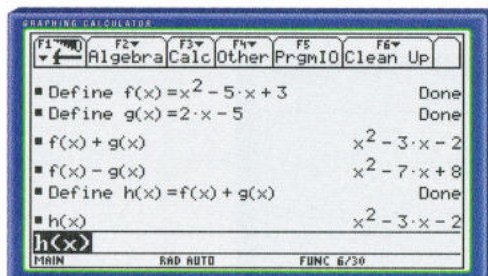 GRAPHING CALCULATOR
F1 F2 F3 F4 F5 F6
Algebra Calc Other PrgmIO Clean Up
▪ Define f(x)=x² - 5·x + 3 Done
▪ Define g(x)=2·x - 5 Done
▪ f(x) + g(x) x² - 3·x - 2
▪ f(x) - g(x) x² - 7·x + 8
▪ Define h(x)=f(x) + g(x) Done
▪ h(x) x² - 3·x - 2
h(x)
MAIN RAD AUTO FUNC 6/30